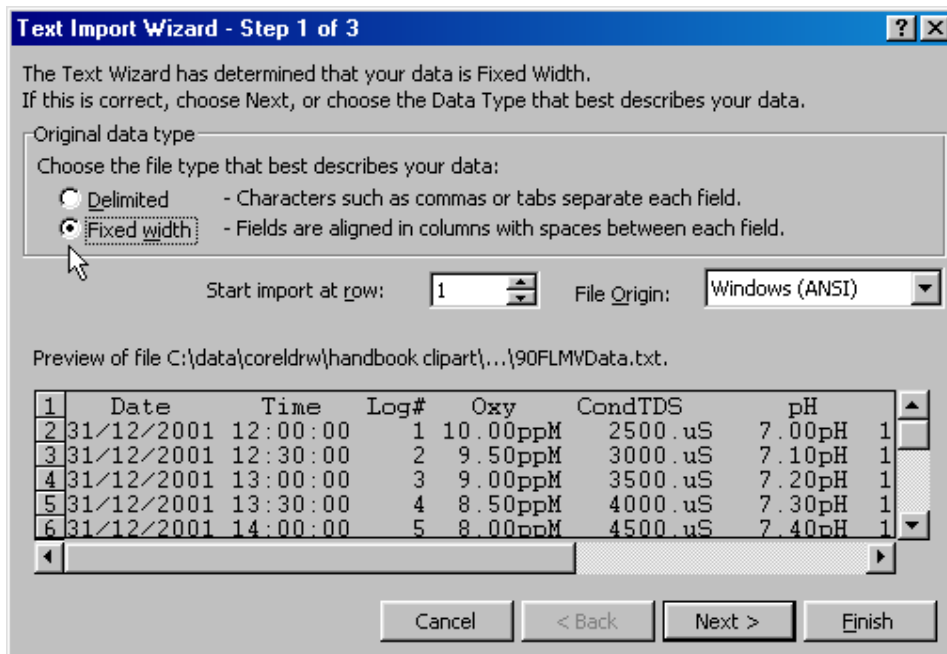 Text Import Wizard - Step 1 of 3
The Text Wizard has determined that your data is Fixed Width.
If this is correct, choose Next, or choose the Data Type that best describes your data.
Original data type
Choose the file type that best describes your data:
Delimited - Characters such as commas or tabs separate each field.
Fixed width - Fields are aligned in columns with spaces between each field.
Start import at row: 1 File Origin: Windows (ANSI)
Preview of file C:\data\coreldrw\handbook clipart\...\90FLMVData.txt.
1 Date Time Log# Oxy CondTDS pH
2 31/12/2001 12:00:00 1 10.00ppM 2500.uS 7.00pH 1
3 31/12/2001 12:30:00 2 9.50ppM 3000.uS 7.10pH 1
4 31/12/2001 13:00:00 3 9.00ppM 3500.uS 7.20pH 1
5 31/12/2001 13:30:00 4 8.50ppM 4000.uS 7.30pH 1
6 31/12/2001 14:00:00 5 8.00ppM 4500.uS 7.40pH 1
Cancel < Back Next > Finish